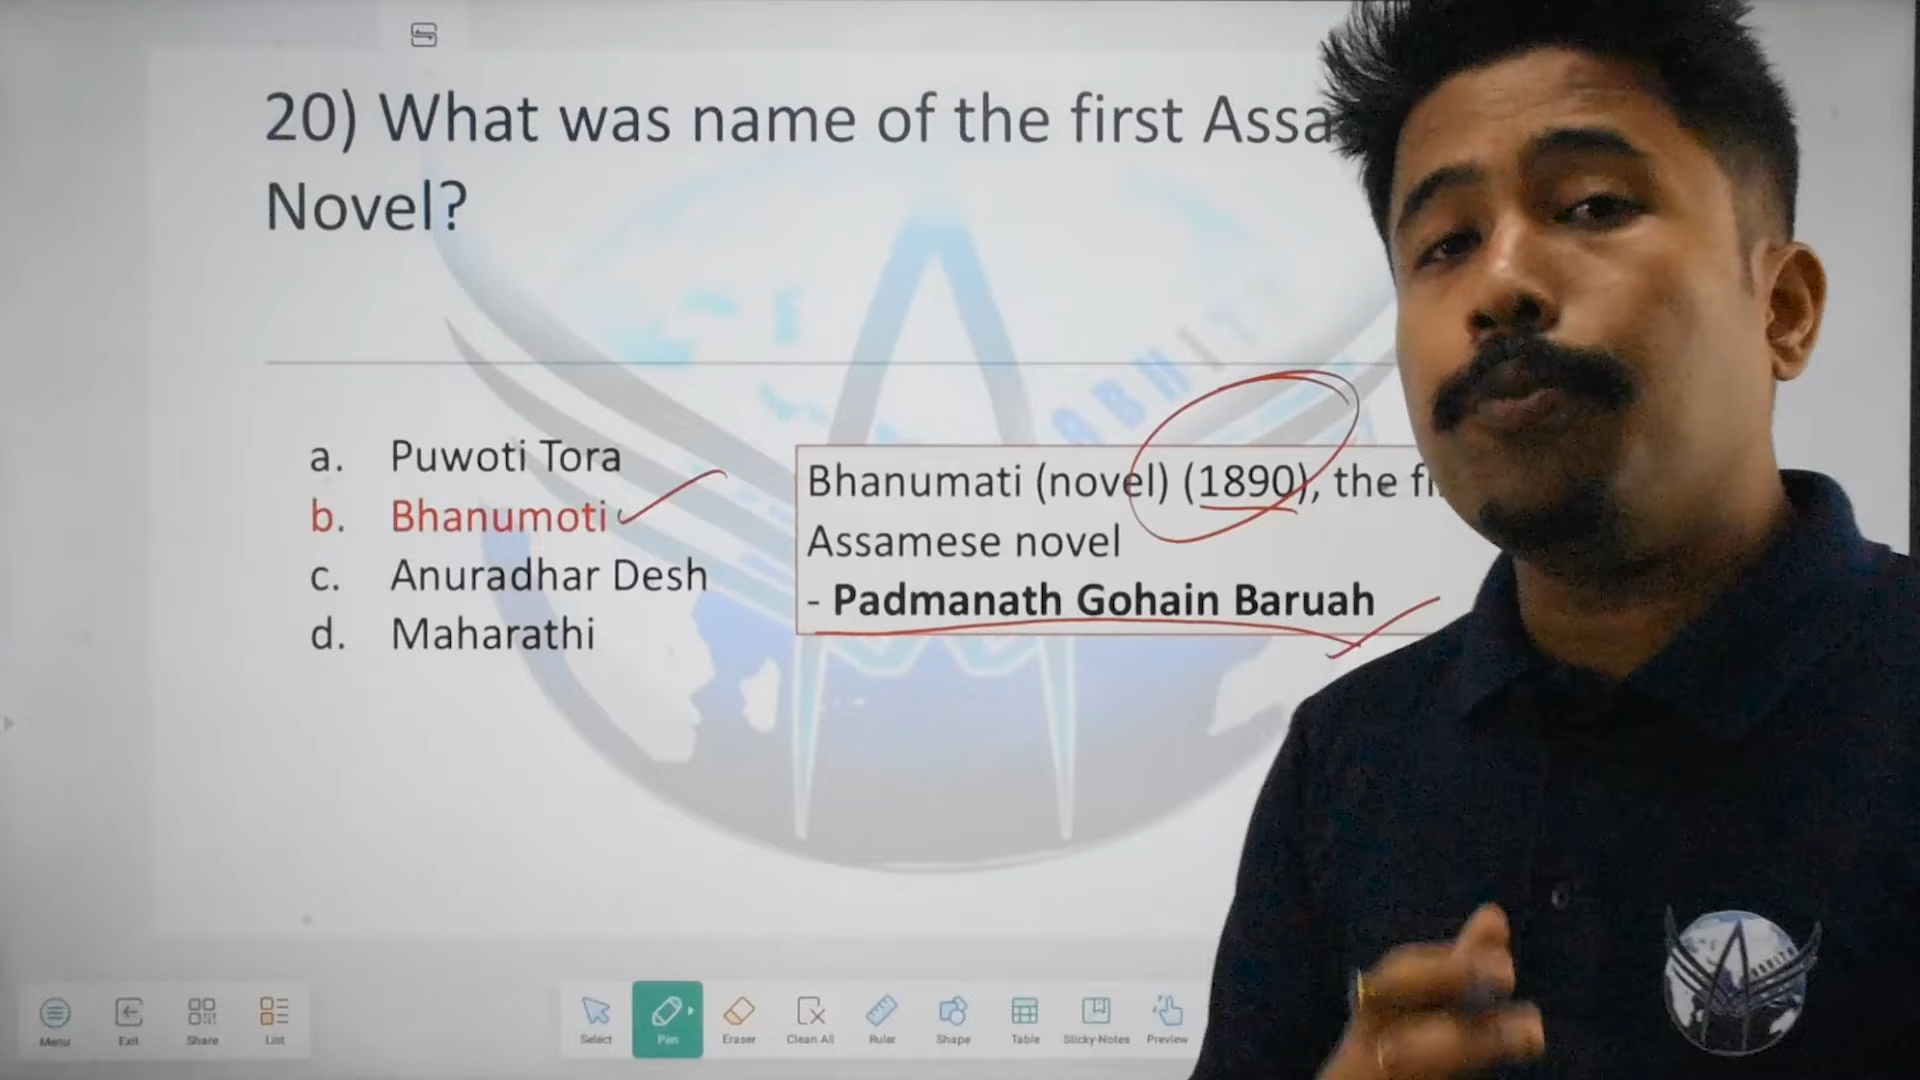 20) What was name of the first
Novel?
a. Puwoti Tora
b. Bhanumoti
c. Anuradhar Desh
d. Maharathi
Bhanumati (novel) (1890), the
Assamese novel
- Padmanath Gohain Baruah
ABHI
Menu
Exit
Share
List
Select
Pen
Eraser
Clean All
Ruler
Shape
Table
Sticky-Notes
Preview